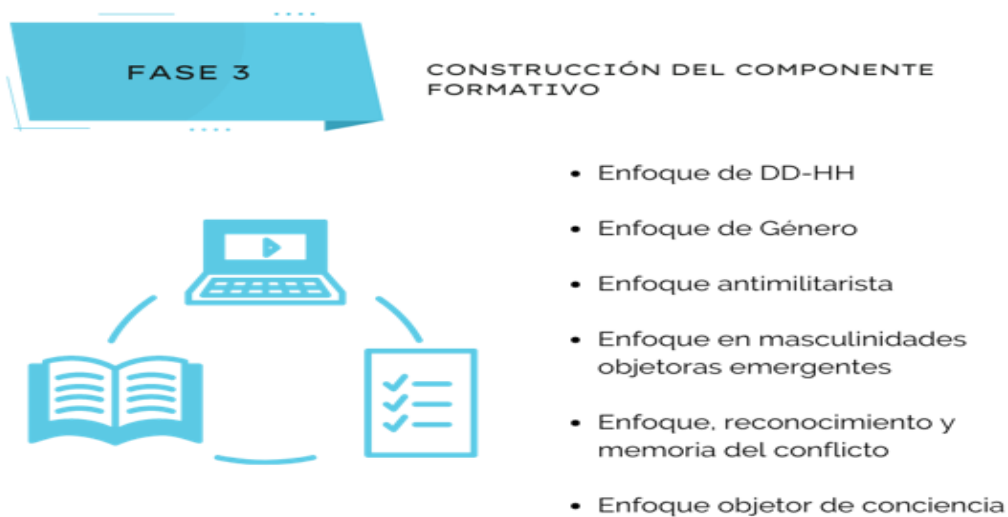 FASE 3
CONSTRUCCIÓN DEL COMPONENTE
FORMATIVO
• Enfoque de DD-HH
• Enfoque de Género
• Enfoque antimilitarista
• Enfoque en masculinidades
objetoras emergentes
• Enfoque, reconocimiento y
memoria del conflicto
• Enfoque objetor de conciencia